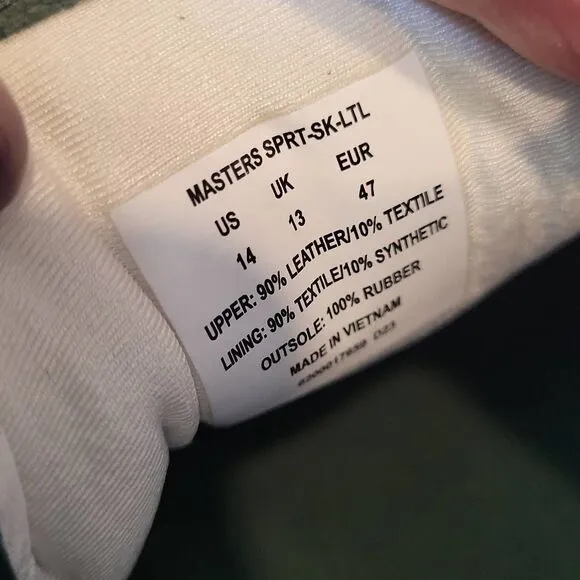 MASTERS SPRT-SK-LTL
US UK EUR
14 13 47
UPPER: 90% LEATHER/10% TEXTILE
LINING: 90% TEXTILE/10% SYNTHETIC
OUTSOLE: 100% RUBBER
MADE IN VIETNAM
D23